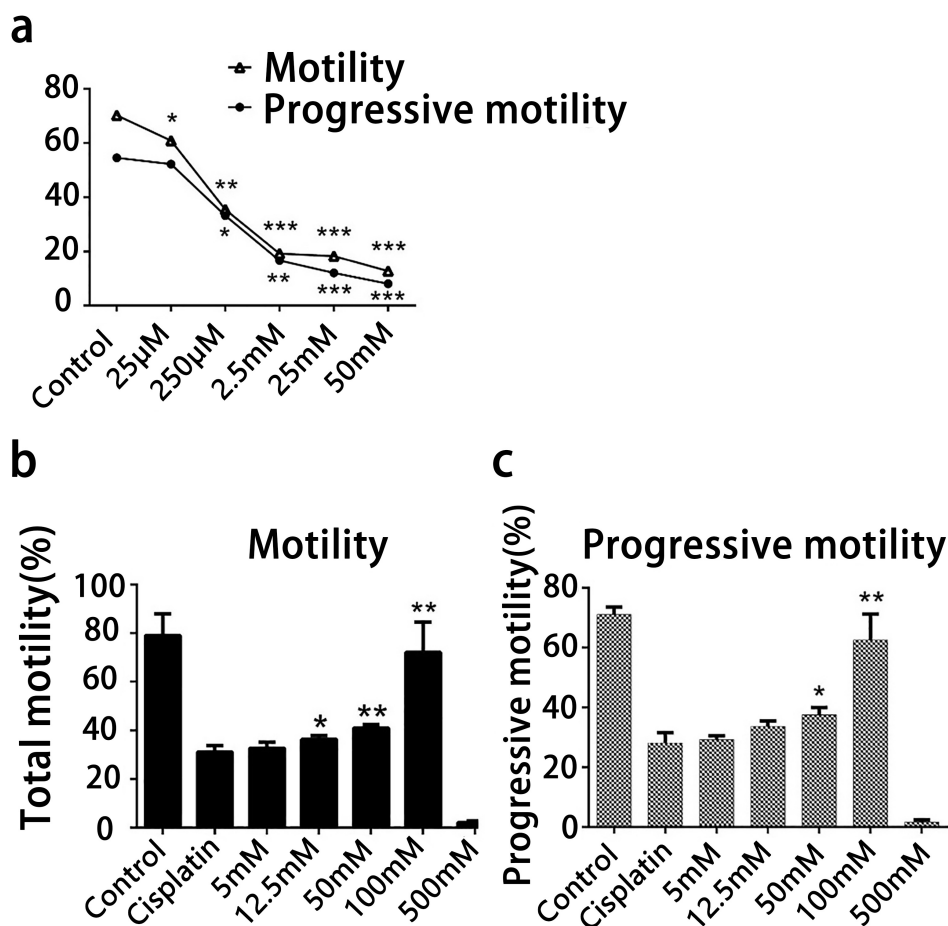 a
Motility
Progressive motility
80
60
40
20
0
*
**
*
***
**
***
***
***
***
Control
25μM
250μM
2.5mM
25mM
50mM
b
Motility
Total motility(%)
100
80
60
40
20
0
*
**
**
Control
Cisplatin
5mM
12.5mM
50mM
100mM
500mM
c
Progressive motility
Progressive motility(%)
80
60
40
20
0
*
**
Control
Cisplatin
5mM
12.5mM
50mM
100mM
500mM